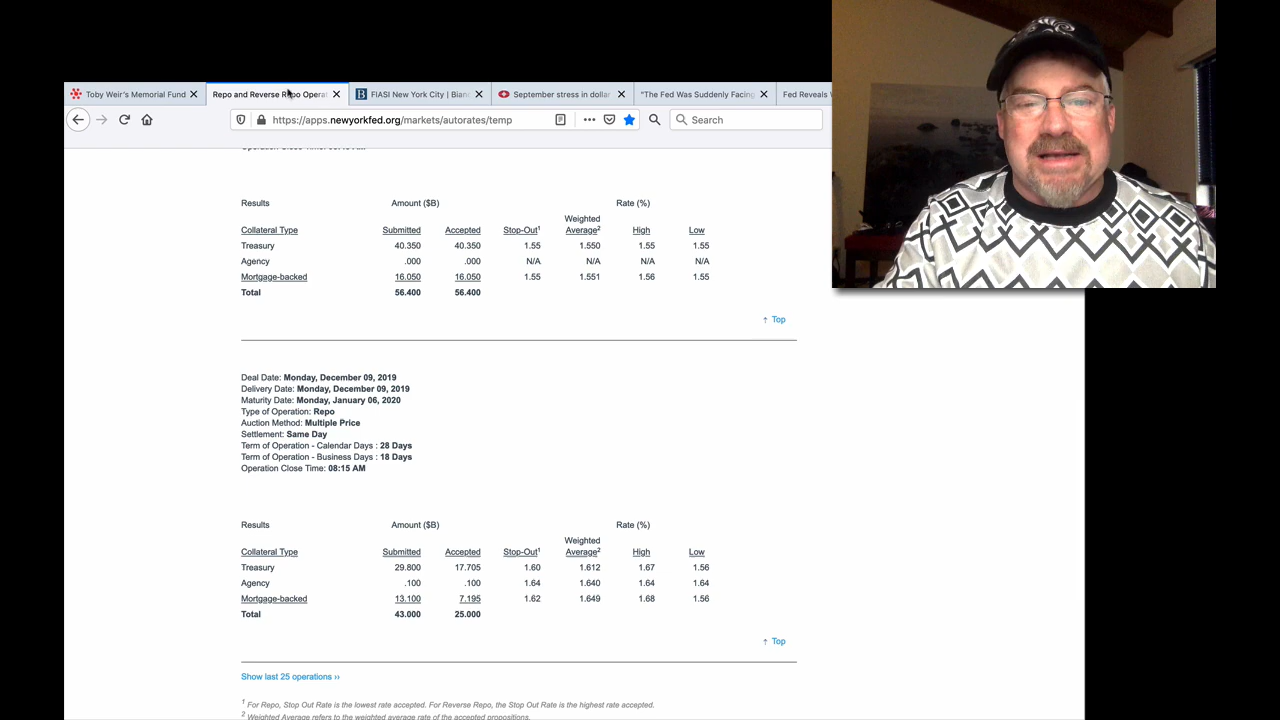 Toby Weir's Memorial Fund
Repo and Reverse Repo Opera
FIASI New York City | Bian
September stress in dollar
"The Fed Was Suddenly Facing
Fed Reveals
https://apps.newyorkfed.org/markets/autorates/temp
Search
Results Amount ($B) Rate (%)
Weighted
Collateral Type Submitted Accepted Stop-Out1 Average2 High Low
Treasury 40.350 40.350 1.55 1.550 1.55 1.55
Agency .000 .000 N/A N/A N/A N/A
Mortgage-backed 16.050 16.050 1.55 1.551 1.56 1.55
Total 56.400 56.400
↑ Top
Deal Date: Monday, December 09, 2019
Delivery Date: Monday, December 09, 2019
Maturity Date: Monday, January 06, 2020
Type of Operation: Repo
Auction Method: Multiple Price
Settlement: Same Day
Term of Operation - Calendar Days : 28 Days
Term of Operation - Business Days : 18 Days
Operation Close Time: 08:15 AM
Results Amount ($B) Rate (%)
Weighted
Collateral Type Submitted Accepted Stop-Out1 Average2 High Low
Treasury 29.800 17.705 1.60 1.612 1.67 1.56
Agency .100 .100 1.64 1.640 1.64 1.64
Mortgage-backed 13.100 7.195 1.62 1.649 1.68 1.56
Total 43.000 25.000
↑ Top
Show last 25 operations ››
1 For Repo, Stop Out Rate is the lowest rate accepted. For Reverse Repo, the Stop Out Rate is the highest rate accepted.
2 Weighted Average refers to the weighted average rate of the accepted propositions.